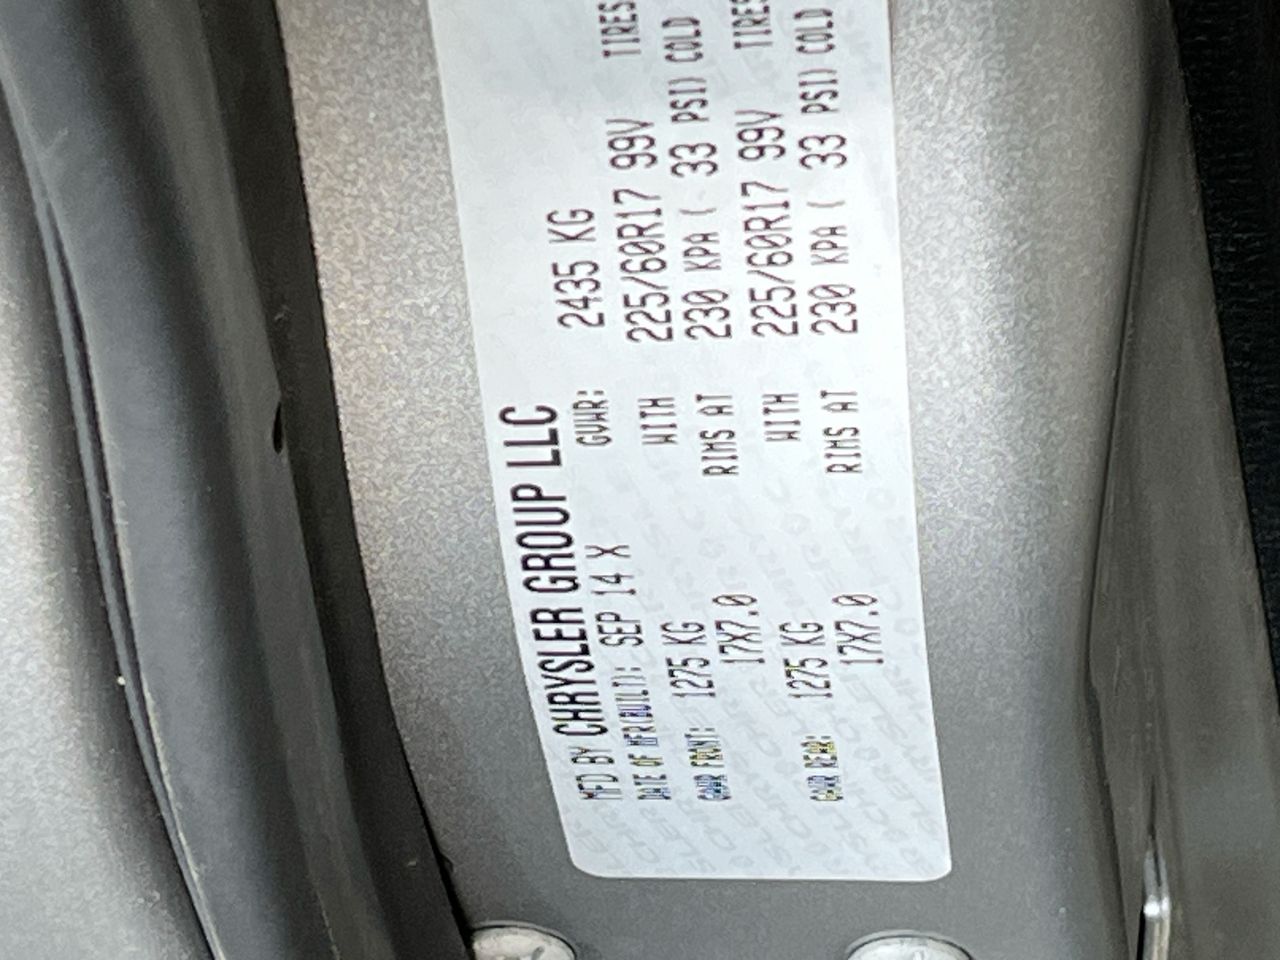 MFD BY CHRYSLER GROUP LLC
DATE OF MFR(BUILT): SEP 14 X GVWR: 2435 KG
GAWR FRONT: 1275 KG WITH 225/60R17 99V TIRES
17X7.0 RIMS AT 230 KPA ( 33 PSI) COLD
GAWR REAR: 1275 KG WITH 225/60R17 99V TIRES
17X7.0 RIMS AT 230 KPA ( 33 PSI) COLD